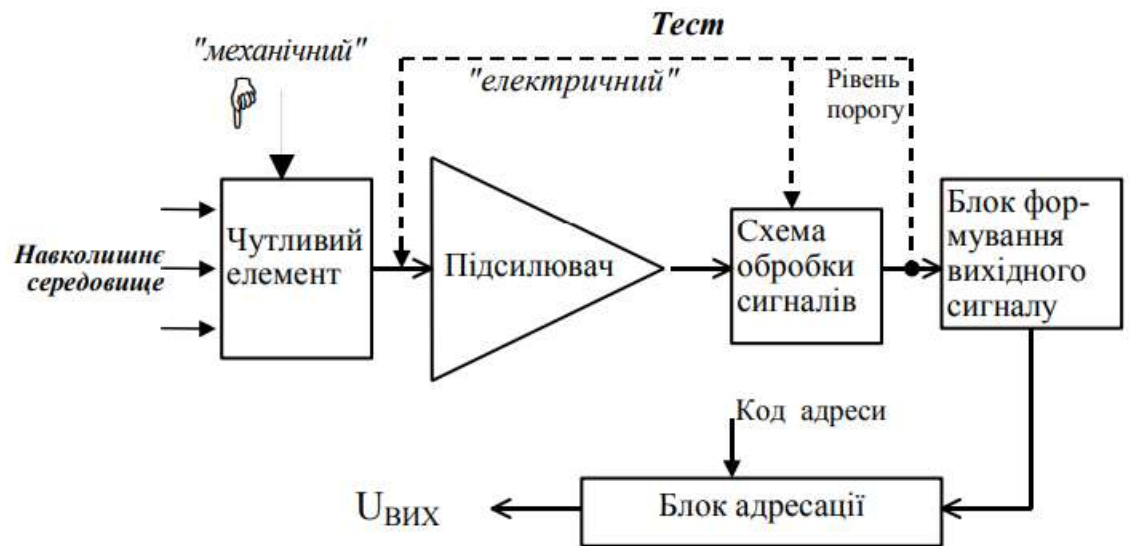 Тест
"механічний"
"електричний"
Рівень
порогу
Навколишнє
середовище
Чутливий
елемент
Підсилювач
Схема
обробки
сигналів
Блок фор-
мування
вихідного
сигналу
Код адреси
Блок адресації
UВИХ